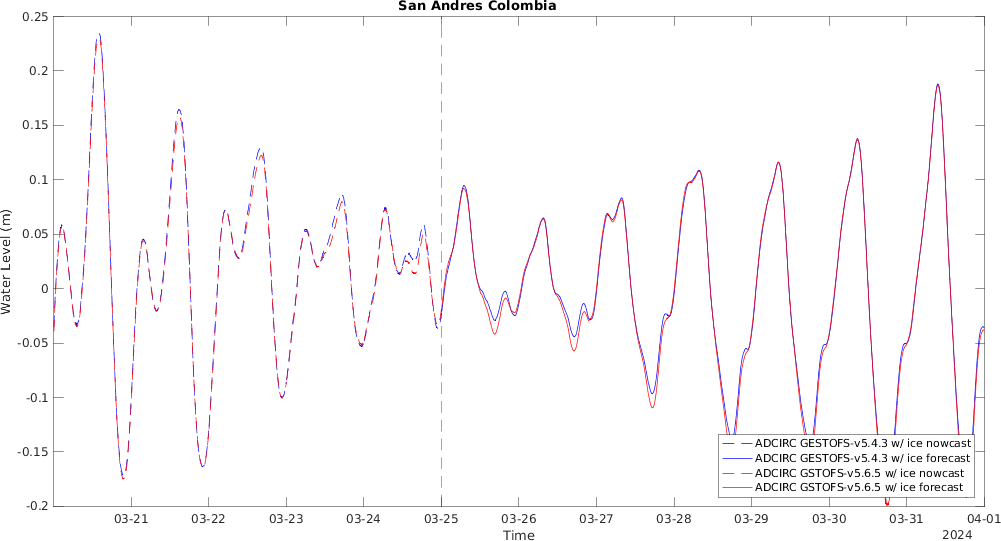 San Andres Colombia
0.25
0.2
0.15
0.1
0.05
0
-0.05
-0.1
-0.15
-0.2
Water Level (m)
ADCIRC GESTOFS-v5.4.3 w/ ice nowcast
ADCIRC GESTOFS-v5.4.3 w/ ice forecast
ADCIRC GSTOFS-v5.6.5 w/ ice nowcast
ADCIRC GSTOFS-v5.6.5 w/ ice forecast
03-21 03-22 03-23 03-24 03-25 03-26 03-27 03-28 03-29 03-30 03-31 04-01
Time
2024